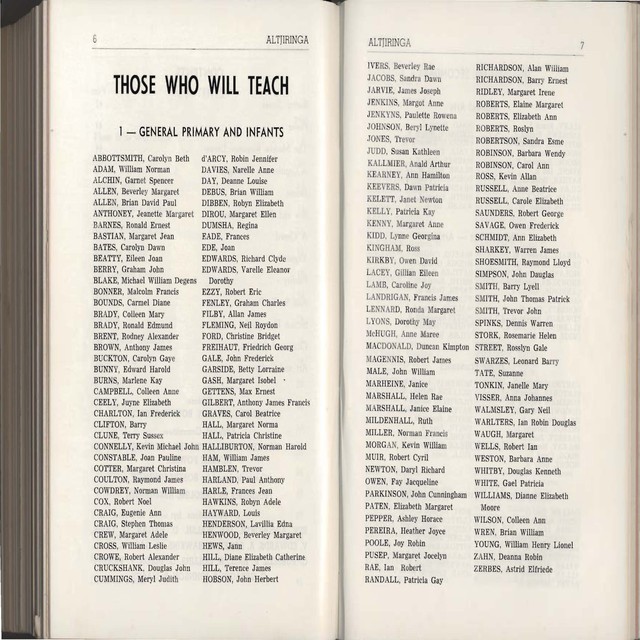 6
ALTJIRINGA
THOSE WHO WILL TEACH
1 — GENERAL PRIMARY AND INFANTS
ABBOTTSMITH, Carolyn Beth
ADAM, William Norman
ALCHIN, Garnet Spencer
ALLEN, Beverley Margaret
ALLEN, Brian David Paul
ANTHONEY, Jeanette Margaret
BARNES, Ronald Ernest
BASTIAN, Margaret Jean
BATES, Carolyn Dawn
BEATTY, Eileen Joan
BERRY, Graham John
BLAKE, Michael William Degens
BONNER, Malcolm Francis
BOUNDS, Carmel Diane
BRADY, Colleen Mary
BRADY, Ronald Edmund
BRENT, Rodney Alexander
BROWN, Anthony James
BUCKTON, Carolyn Gaye
BUNNY, Edward Harold
BURNS, Marlene Kay
CAMPBELL, Colleen Anne
CEELY, Juyne Elizabeth
CHARLTON, Ian Frederick
CLIFTON, Barry
CLUNE, Terry Sussex
CONNELLY, Kevin Michael John
CONSTABLE, Joan Pauline
COTTER, Margaret Christina
COULTON, Raymond James
COWDREY, Norman William
COX, Robert Noel
CRAIG, Eugenie Ann
CRAIG, Stephen Thomas
CREW, Margaret Adele
CROSS, William Leslie
CROWE, Robert Alexander
CRUCKSHANK, Douglas John
CUMMINGS, Meryl Judith
d'ARCY, Robin Jennifer
DAVIES, Narelle Anne
DAY, Deanne Louise
DEBUS, Brian William
DIBBEN, Robyn Elizabeth
DIROU, Margaret Ellen
DUMSHA, Regina
EADE, Frances
EDE, Joan
EDWARDS, Richard Clyde
EDWARDS, Varelle Eleanor
Dorothy
EZZY, Robert Eric
FENLEY, Graham Charles
FILBY, Allan James
FLEMING, Neil Roydon
FORD, Christine Bridget
FREIHAUT, Friedrich Georg
GALE, John Frederick
GARSIDE, Betty Lorraine
GASH, Margaret Isobel
GETTENS, Max Ernest
GILBERT, Anthony James Francis
GRAVES, Carol Beatrice
HALL, Margaret Norma
HALL, Patricia Christine
HALLIBURTON, Norman Harold
HAM, William James
HAMBLEN, Trevor
HARLAND, Paul Anthony
HARLE, Frances Jean
HAWKINS, Robyn Adele
HAYWARD, Louis
HENDERSON, Lavillia Edna
HENWOOD, Beverley Margaret
HEWS, Jann
HILL, Diane Elizabeth Catherine
HILL, Terence James
HOBSON, John Herbert
ALTJIRINGA
7
IVERS, Beverley Rae
JACOBS, Sandra Dawn
JARVIE, James Joseph
JENKINS, Margot Anne
JENKYNS, Paulette Rowena
JOHNSON, Beryl Lynette
JONES, Trevor
JUDD, Susan Kathleen
KALLMIER, Anald Arthur
KEARNEY, Ann Hamilton
KEEVERS, Dawn Patricia
KELETT, Janet Newton
KELLY, Patricia Kay
KENNY, Margaret Anne
KIDD, Lynne Georgina
KINGHAM, Ross
KIRKBY, Owen David
LACEY, Gillian Eileen
LAMB, Caroline Joy
LANDRIGAN, Francis James
LENNARD, Ronda Margaret
LYONS, Dorothy May
McHUGH, Anne Maree
MACDONALD, Duncan Kimpton
MAGENNIS, Robert James
MALE, John William
MARHEINE, Janice
MARSHALL, Helen Rae
MARSHALL, Janice Elaine
MILDENHALL, Ruth
MILLER, Norman Francis
MORGAN, Kevin William
MUIR, Robert Cyril
NEWTON, Daryl Richard
OWEN, Fay Jacqueline
PARKINSON, John Cunningham
PATEN, Elizabeth Margaret
PEPPER, Ashley Horace
PEREIRA, Heather Joyce
POOLE, Joy Robin
PUSEP, Margaret Jocelyn
RAE, Ian Robert
RANDALL, Patricia Gay
RICHARDSON, Alan William
RICHARDSON, Barry Ernest
RIDLEY, Margaret Irene
ROBERTS, Elaine Margaret
ROBERTS, Elizabeth Ann
ROBERTS, Roslyn
ROBERTSON, Sandra Esme
ROBINSON, Barbara Wendy
ROBINSON, Carol Ann
ROSS, Kevin Allan
RUSSELL, Anne Beatrice
RUSSELL, Carole Elizabeth
SAUNDERS, Robert George
SAVAGE, Owen Frederick
SCHMIDT, Ann Elizabeth
SHARKEY, Warren James
SHOESMITH, Raymond Lloyd
SIMPSON, John Douglas
SMITH, Barry Lyell
SMITH, John Thomas Patrick
SMITH, Trevor John
SPINKS, Dennis Warren
STORK, Rosemarie Helen
STREET, Rosslyn Gale
SWARZES, Leonard Barry
TATE, Suzanne
TONKIN, Janelle Mary
VISSER, Anna Johannes
WALMSLEY, Gary Neil
WARLTERS, Ian Robin Douglas
WAUGH, Margaret
WELLS, Robert Ian
WESTON, Barbara Anne
WHITBY, Douglas Kenneth
WHITE, Gael Patricia
WILLIAMS, Dianne Elizabeth
Moore
WILSON, Colleen Ann
WREN, Brian William
YOUNG, William Henry Lionel
ZAHN, Deanna Robin
ZERBES, Astrid Elfriede